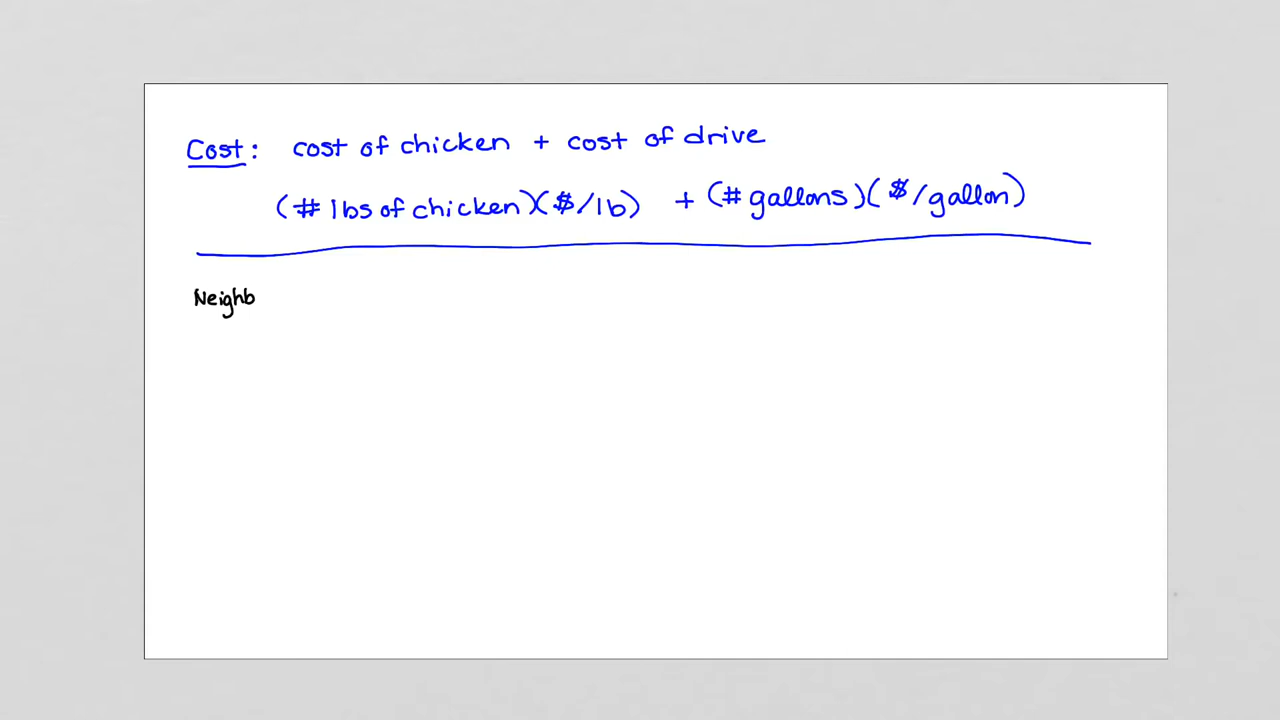 Cost: cost of chicken + cost of drive
(# lbs of chicken)($/lb) + (# gallons)($/gallon)
Neighb